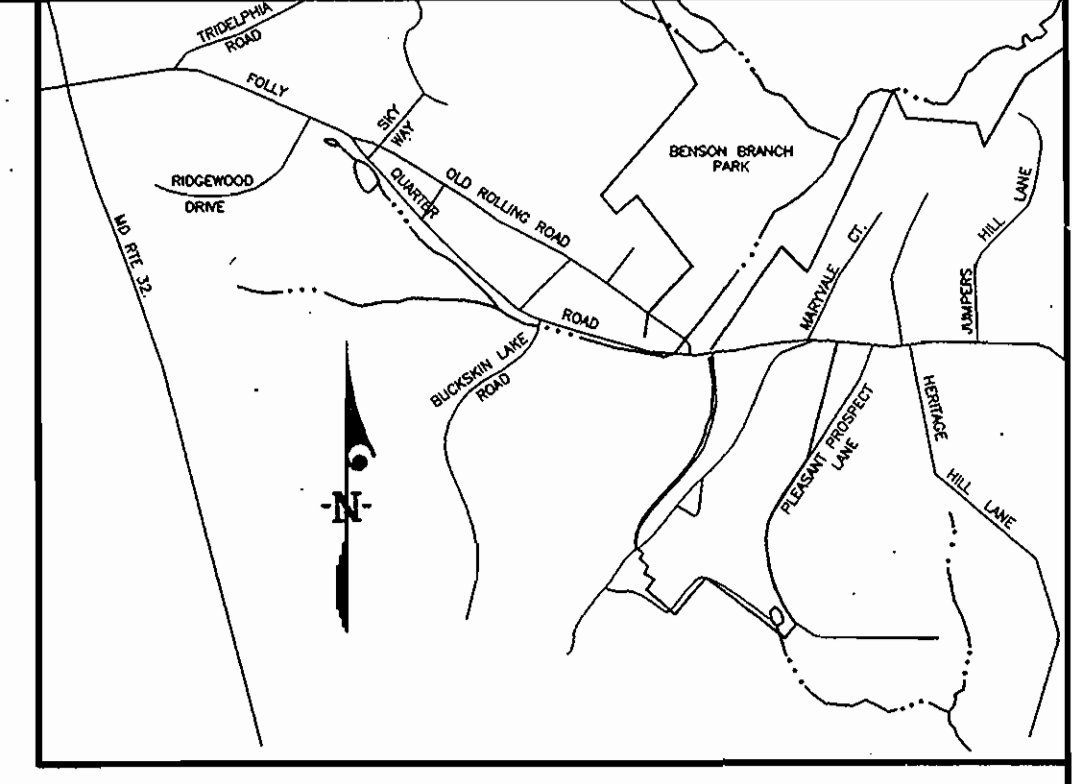 TRIDELPHIA
ROAD
FOLLY
SKY
WAY
BENSON BRANCH
PARK
RIDGEWOOD
DRIVE
QUARTER
OLD ROLLING ROAD
HILL LANE
MD RTE 32.
MARYVALE CT.
JUMPERS
ROAD
BUCKSKIN LAKE
ROAD
PLEASANT PROSPECT
LANE
HERITAGE
HILL LANE
-N-